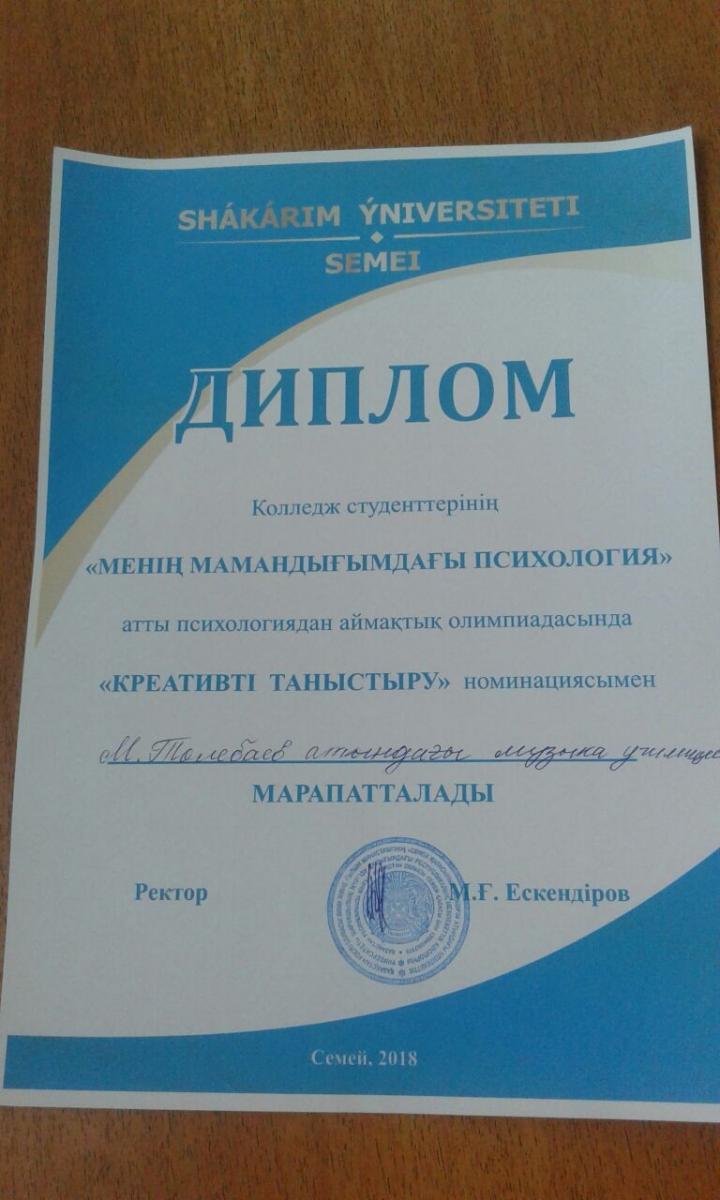 SHÁKÁRIM ÝNIVERSITETI
SEMEI
ДИПЛОМ
Колледж студенттерінің
«МЕНІҢ МАМАНДЫҒЫМДАҒЫ ПСИХОЛОГИЯ»
атты психологиядан аймақтық олимпиадасында
«КРЕАТИВТІ ТАНЫСТЫРУ» номинациясымен
М. Төлебаев атындағы музыка училище
МАРАПАТТАЛАДЫ
Ректор М.Ғ. Ескендіров
Семей, 2018